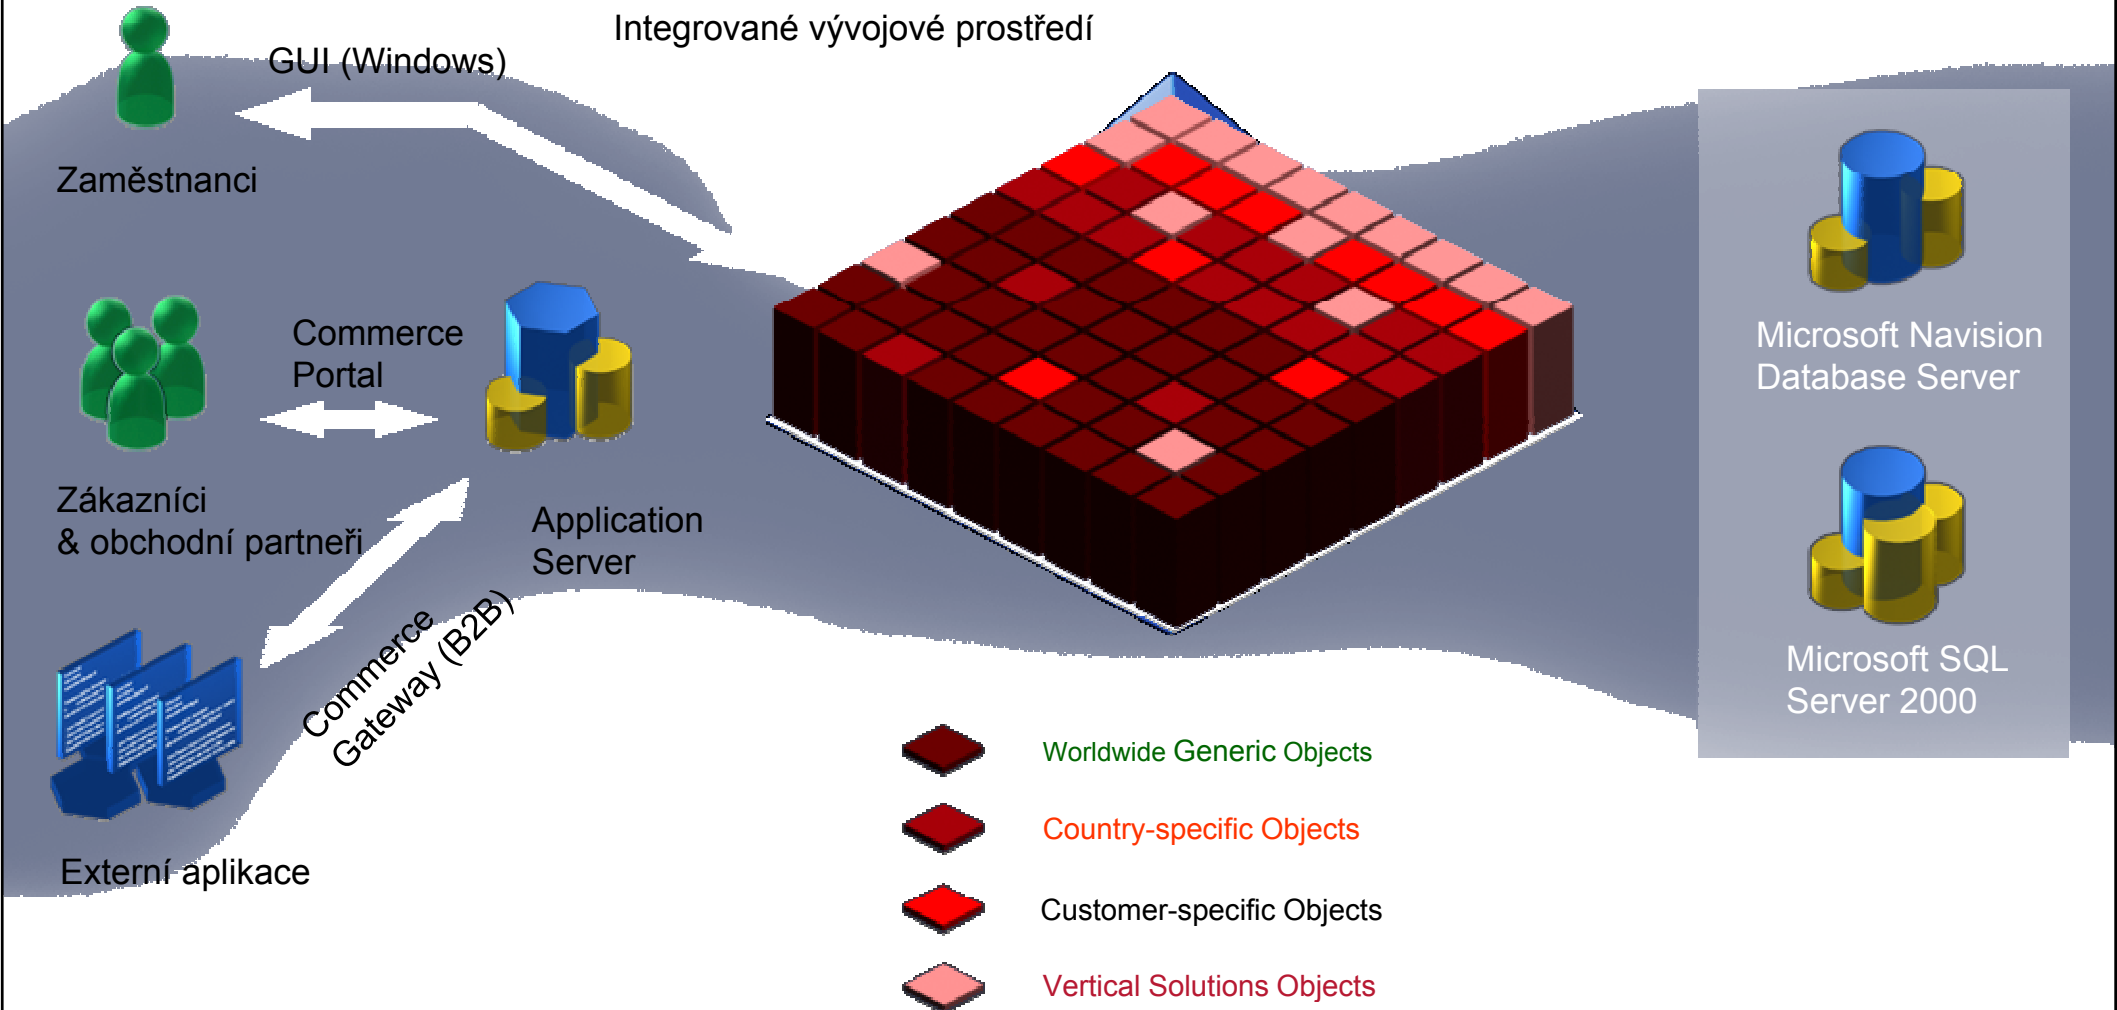 Integrované vývojové prostředí
GUI (Windows)
Zaměstnanci
Commerce
Portal
Zákazníci
& obchodní partneři
Application
Server
Commerce
Gateway (B2B)
Externí aplikace
Microsoft Navision
Database Server
Microsoft SQL
Server 2000
Worldwide Generic Objects
Country-specific Objects
Customer-specific Objects
Vertical Solutions Objects